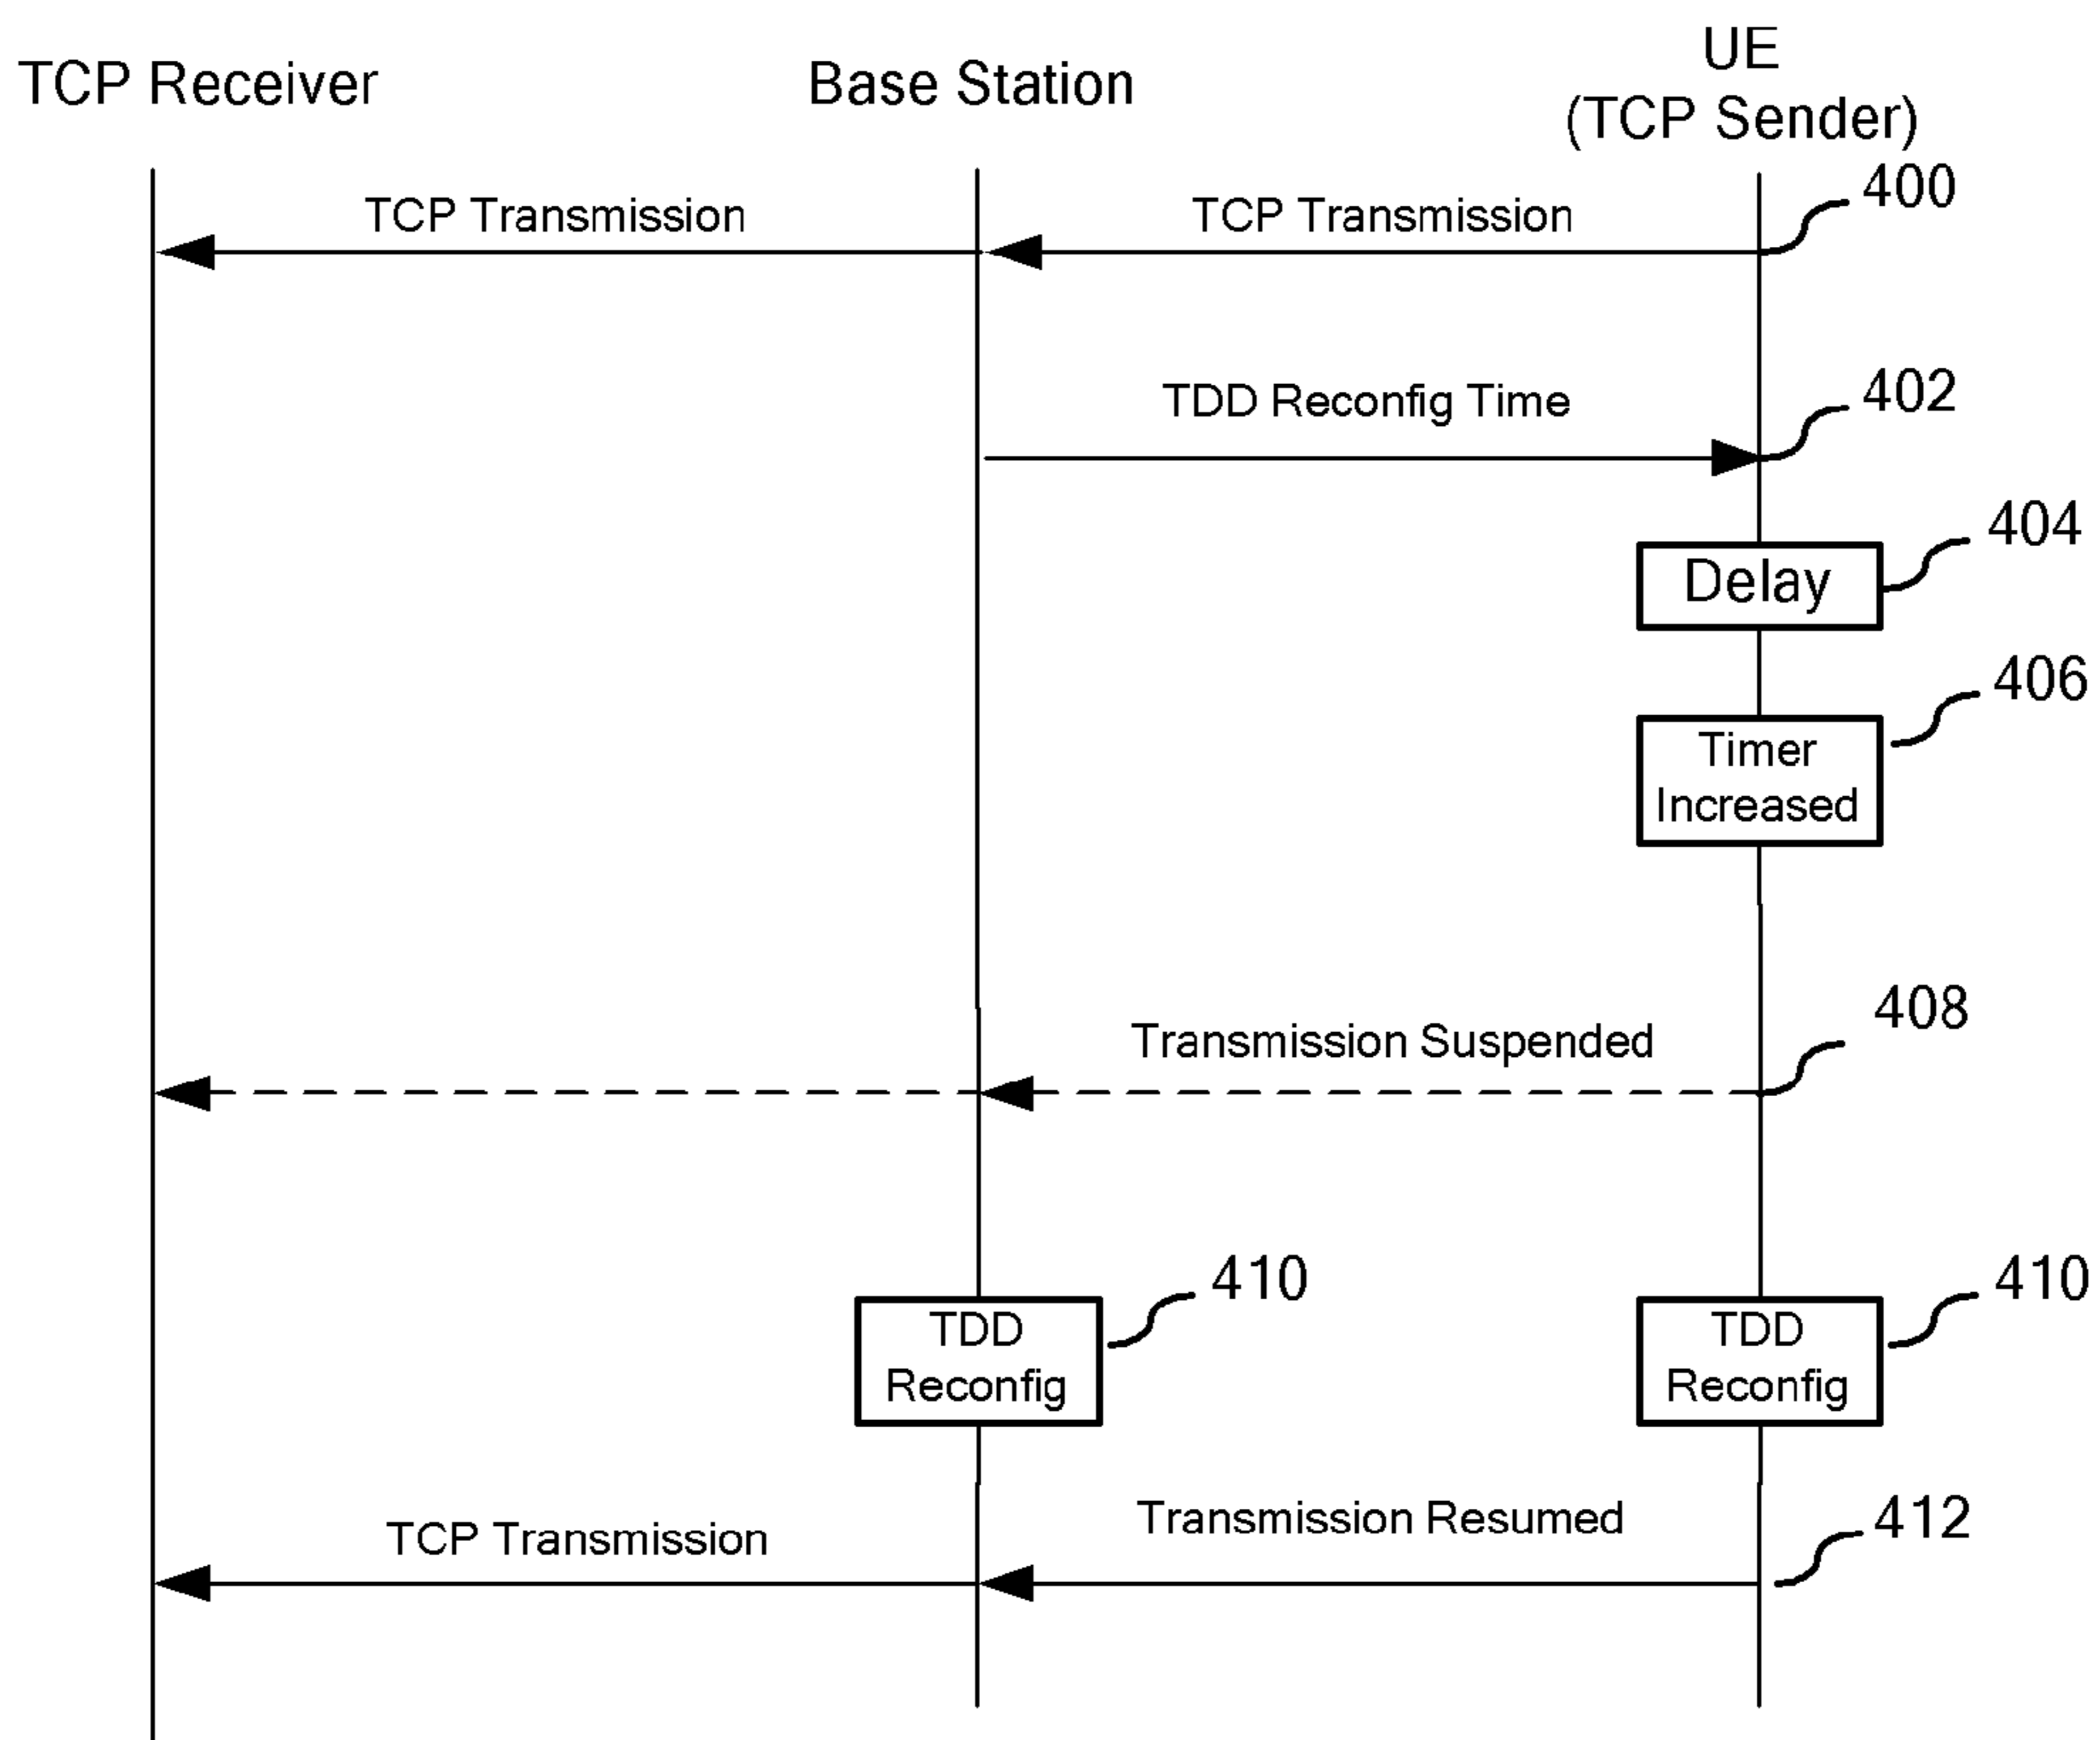 UE
TCP Receiver
Base Station
(TCP Sender)
400
TCP Transmission
TCP Transmission
402
TDD Reconfig Time
404
Delay
406
Timer
Increased
408
Transmission Suspended
410
410
TDD
Reconfig
TDD
Reconfig
412
TCP Transmission
Transmission Resumed